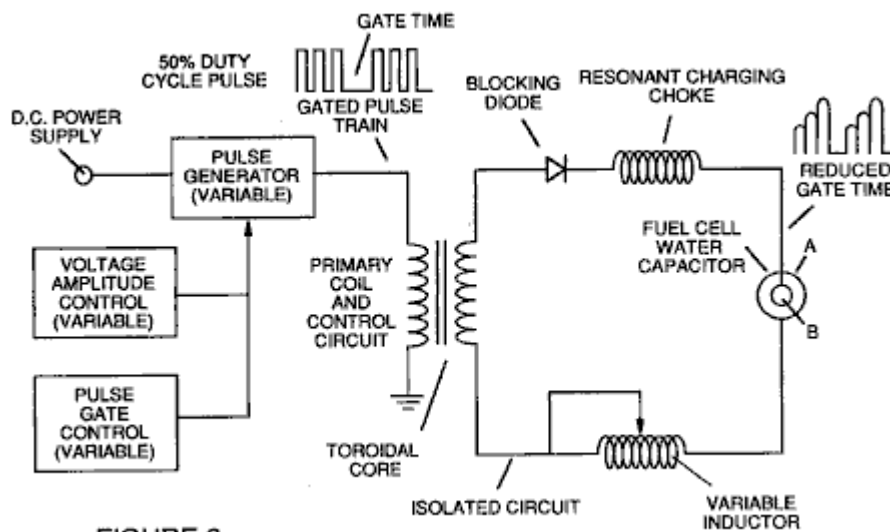 GATE TIME
50% DUTY
CYCLE PULSE
GATED PULSE
TRAIN
BLOCKING
DIODE
RESONANT CHARGING
CHOKE
D.C. POWER
SUPPLY
PULSE
GENERATOR
(VARIABLE)
REDUCED
GATE TIME
VOLTAGE
AMPLITUDE
CONTROL
(VARIABLE)
PRIMARY
COIL
AND
CONTROL
CIRCUIT
FUEL CELL
WATER
CAPACITOR
A
B
PULSE
GATE
CONTROL
(VARIABLE)
TOROIDAL
CORE
ISOLATED CIRCUIT
VARIABLE
INDUCTOR